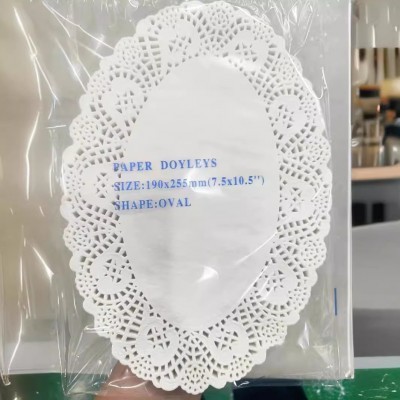 PAPER DOYLEYS
SIZE:190x255mm(7.5x10.5'')
SHAPE:OVAL